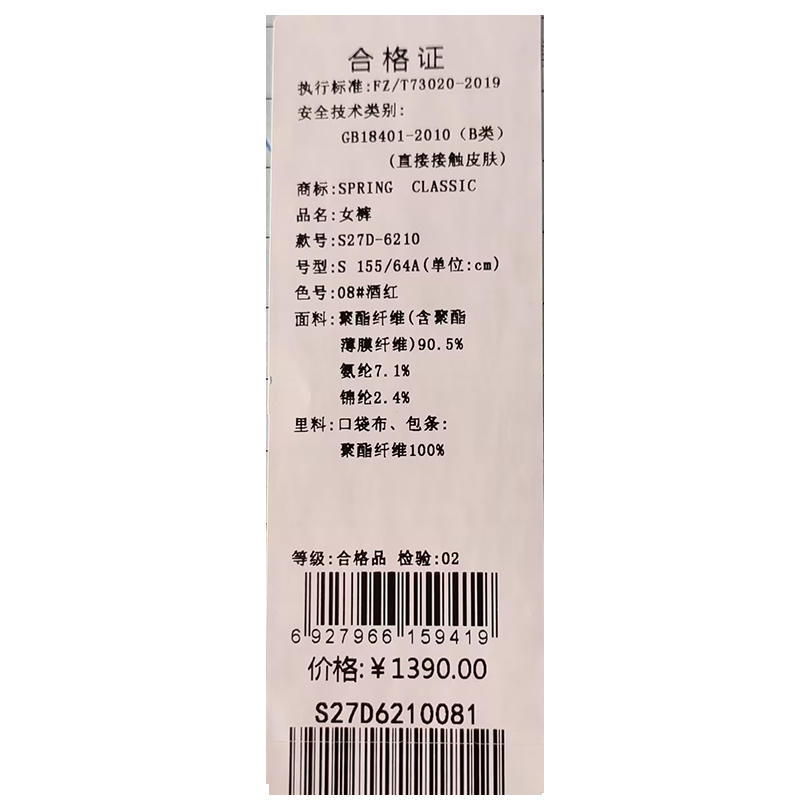 合格证
执行标准:FZ/T73020-2019
安全技术类别:
GB18401-2010（B类）
(直接接触皮肤)
商标:SPRING CLASSIC
品名:女裤
款号:S27D-6210
号型:S 155/64A(单位:cm)
色号:08#酒红
面料:聚酯纤维(含聚酯
薄膜纤维)90.5%
氨纶7.1%
锦纶2.4%
里料:口袋布、包条:
聚酯纤维100%
等级:合格品 检验:02
6 927966 159419
价格:￥1390.00
S27D6210081